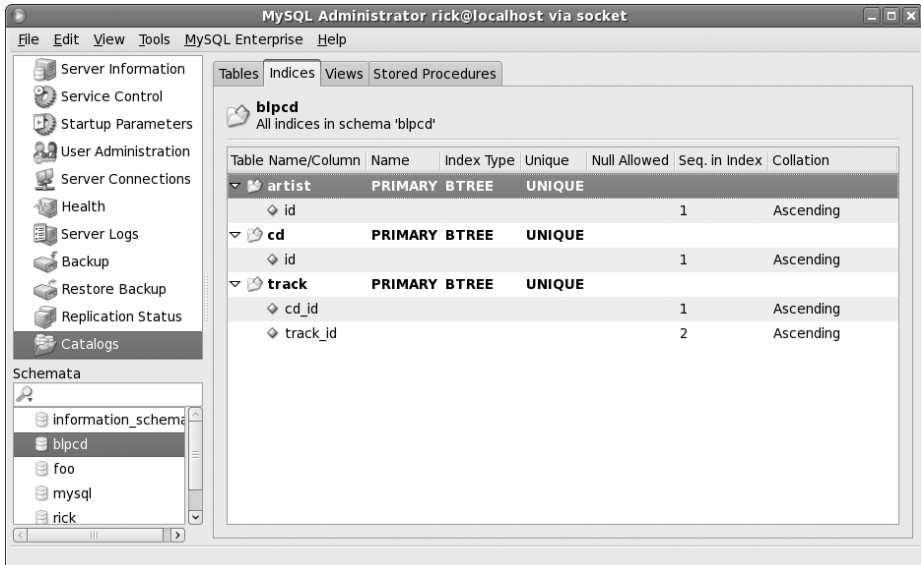 MySQL Administrator rick@localhost via socket
File Edit View Tools MySQL Enterprise Help
Server Information
Service Control
Startup Parameters
User Administration
Server Connections
Health
Server Logs
Backup
Restore Backup
Replication Status
Catalogs
Schemata
information_schema
blpcd
foo
mysql
rick
Tables Indices Views Stored Procedures
blpcd
All indices in schema 'blpcd'
Table Name/Column Name Index Type Unique Null Allowed Seq. in Index Collation
artist PRIMARY BTREE UNIQUE
id 1 Ascending
cd PRIMARY BTREE UNIQUE
id 1 Ascending
track PRIMARY BTREE UNIQUE
cd_id 1 Ascending
track_id 2 Ascending